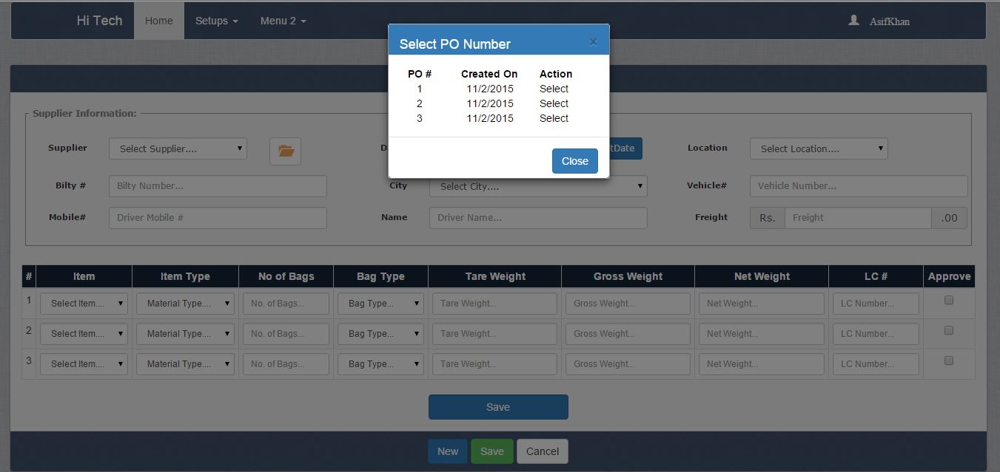 Hi Tech Home Setups Menu 2 AsifKhan
Select PO Number ×
PO # Created On Action
1 11/2/2015 Select
2 11/2/2015 Select
3 11/2/2015 Select
Close
Supplier Information:
Supplier Select Supplier.... D tDate Location Select Location....
Bilty # Bilty Number... City Select City.... Vehicle# Vehicle Number...
Mobile# Driver Mobile # Name Driver Name... Freight Rs. Freight .00
# Item Item Type No of Bags Bag Type Tare Weight Gross Weight Net Weight LC # Approve
1 Select Item.... Material Type.... No. of Bags... Bag Type... Tare Weight... Gross Weight... Net Weight... LC Number...
2 Select Item.... Material Type.... No. of Bags... Bag Type... Tare Weight... Gross Weight... Net Weight... LC Number...
3 Select Item.... Material Type.... No. of Bags... Bag Type... Tare Weight... Gross Weight... Net Weight... LC Number...
Save
New Save Cancel